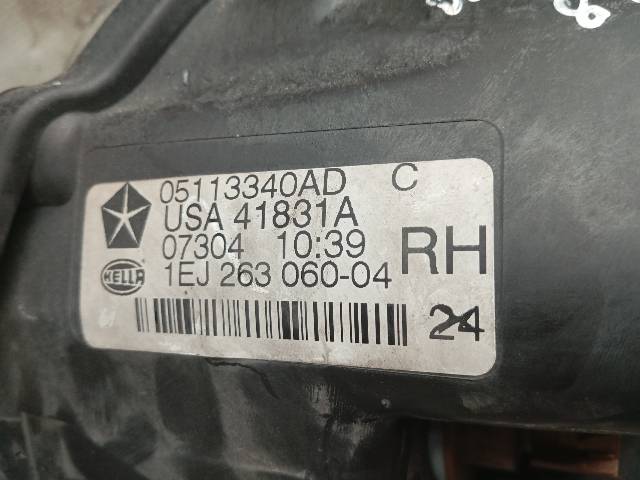 05113340AD C
USA 41831A
07304 10:39 RH
HELLA 1EJ 263 060-04
24